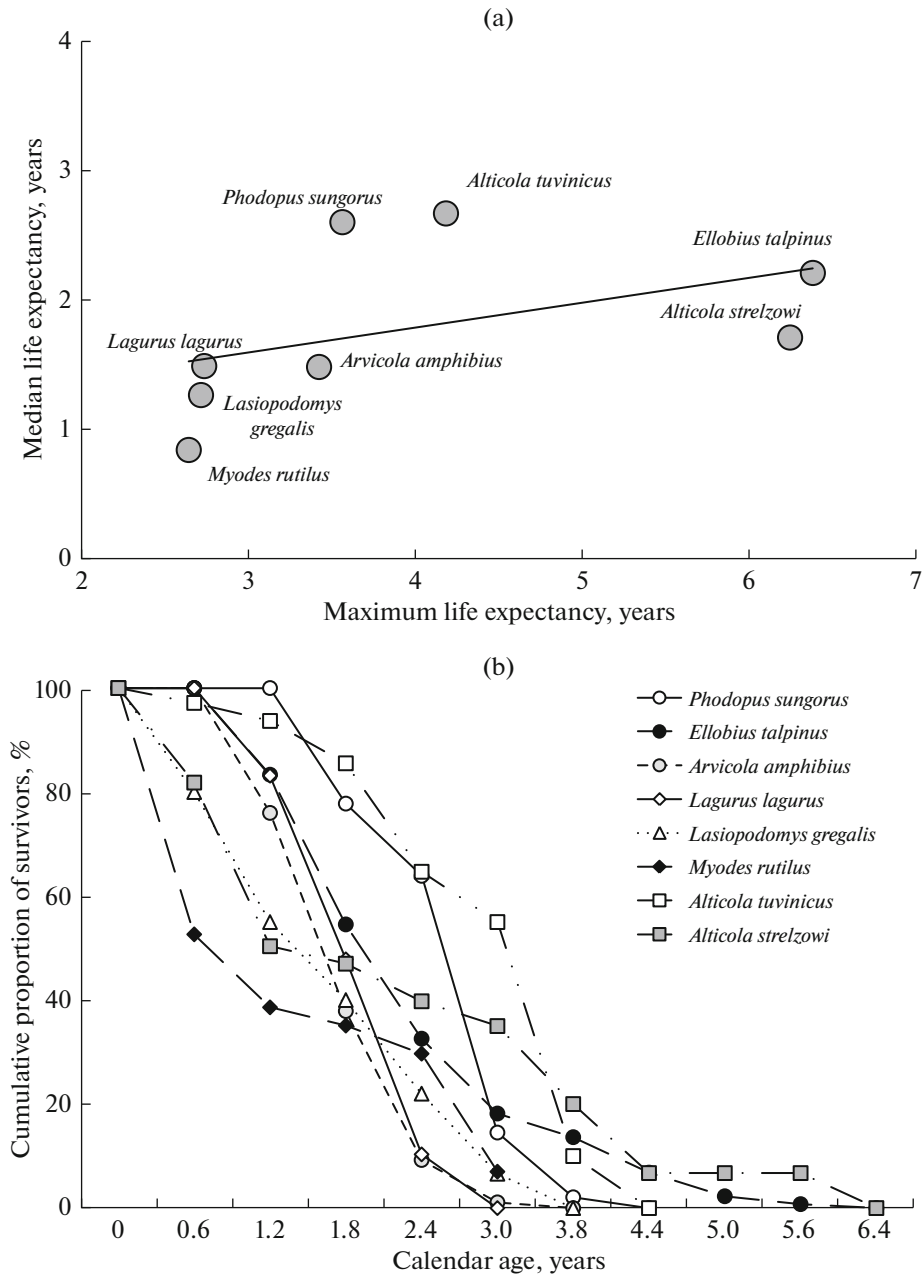 (a)
4
3
2
1
0
Median life expectancy, years
Phodopus sungorus
Alticola tuvinicus
Ellobius talpinus
Alticola strelzowi
Lagurus lagurus
Arvicola amphibius
Lasiopodomys
gregalis
Myodes rutilus
2 3 4 5 6 7
Maximum life expectancy, years
(b)
100
80
60
40
20
0
Cumulative proportion of survivors, %
Phodopus sungorus
Ellobius talpinus
Arvicola amphibius
Lagurus lagurus
Lasiopodomys gregalis
Myodes rutilus
Alticola tuvinicus
Alticola strelzowi
0 0.6 1.2 1.8 2.4 3.0 3.8 4.4 5.0 5.6 6.4
Calendar age, years